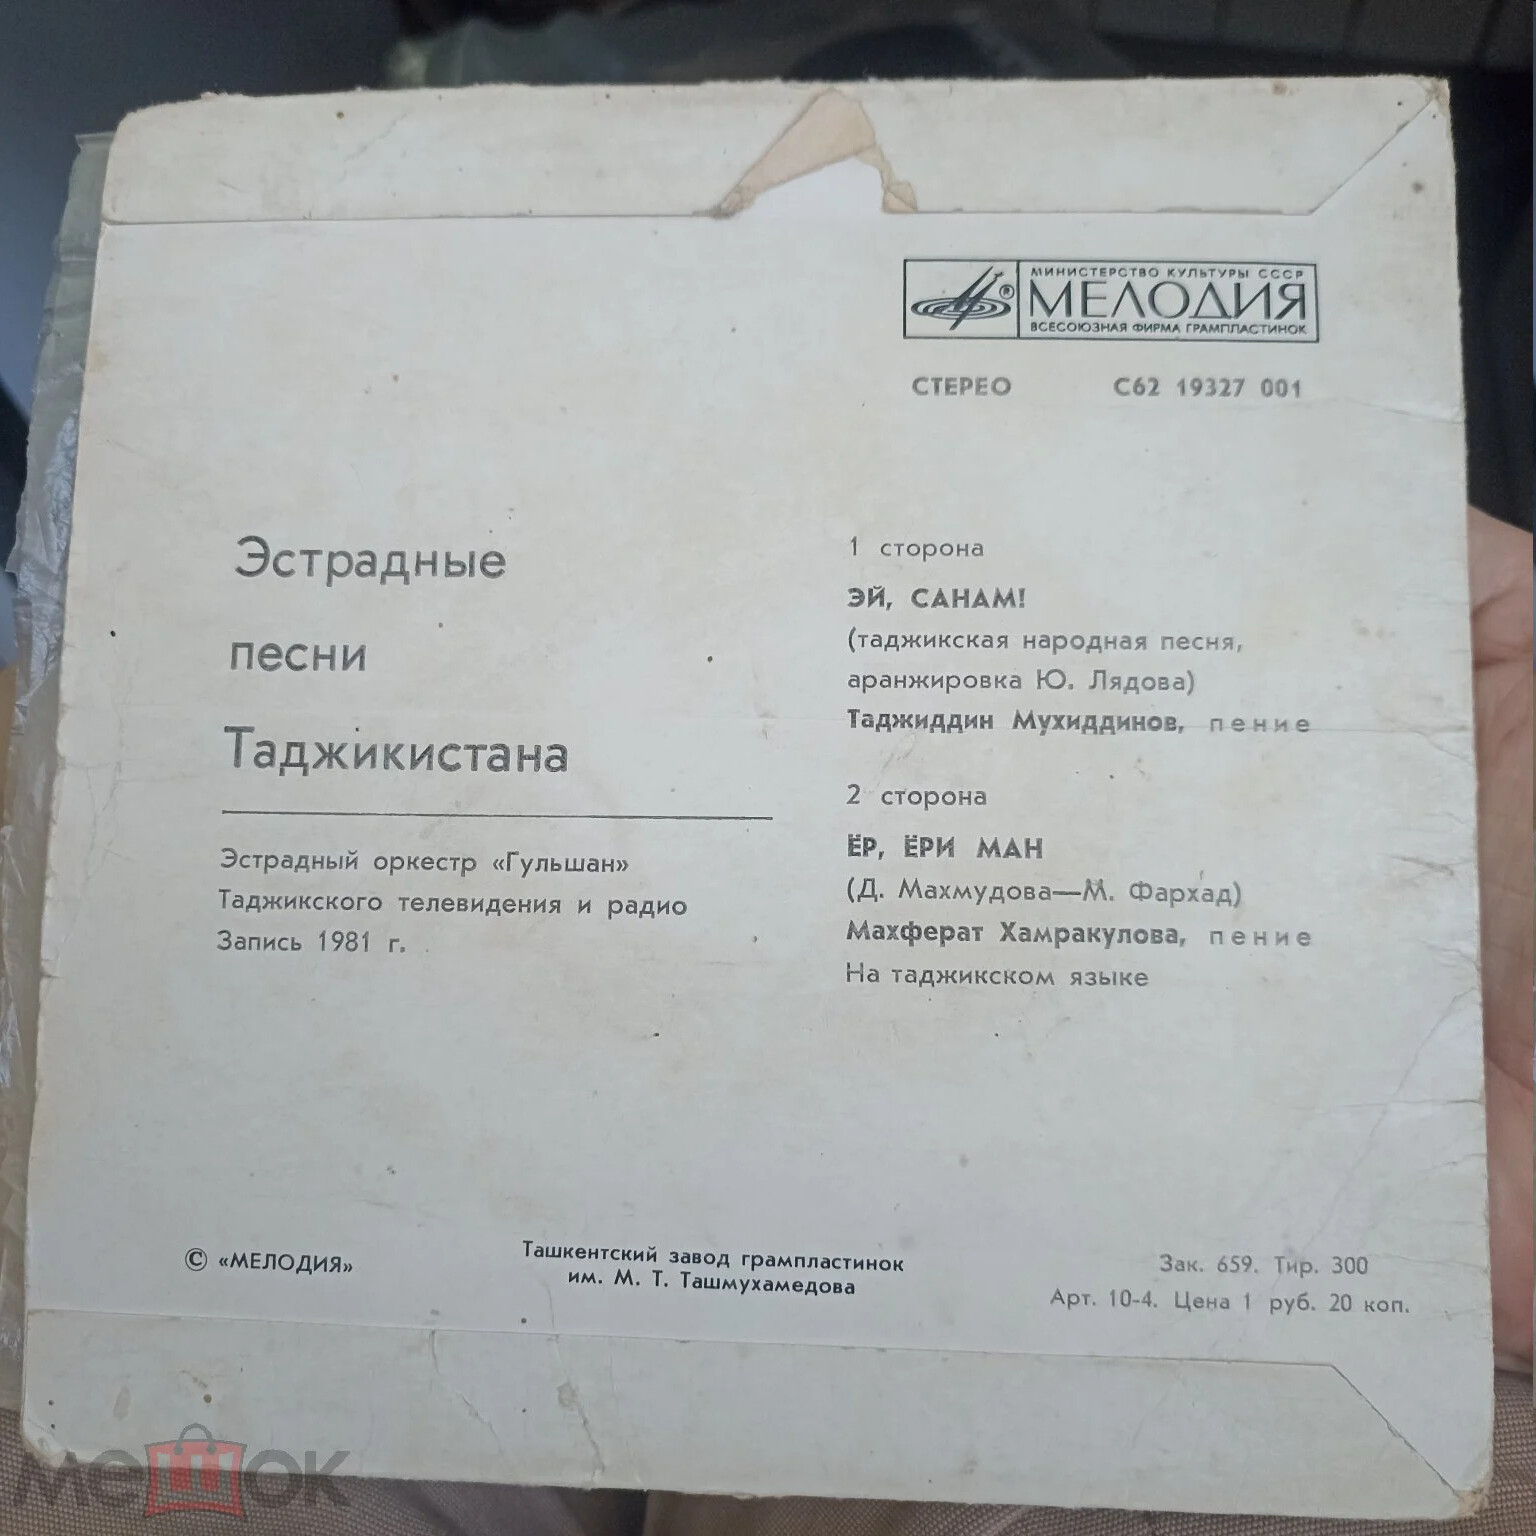 МИНИСТЕРСТВО КУЛЬТУРЫ СССР
МЕЛОДИЯ
ВСЕСОЮЗНАЯ ФИРМА ГРАМПЛАСТИНОК
СТЕРЕО С62 19327 001
Эстрадные
песни
Таджикистана
Эстрадный оркестр «Гульшан»
Таджикского телевидения и радио
Запись 1981 г.
1 сторона
ЭЙ, САНАМ!
(таджикская народная песня,
аранжировка Ю. Лядова)
Таджиддин Мухиддинов, пение
2 сторона
ЁР, ЁРИ МАН
(Д. Махмудова—М. Фархад)
Махферат Хамракулова, пение
На таджикском языке
© «МЕЛОДИЯ»
Ташкентский завод грампластинок
им. М. Т. Ташмухамедова
Зак. 659. Тир. 300
Арт. 10-4. Цена 1 руб. 20 коп.
мешок